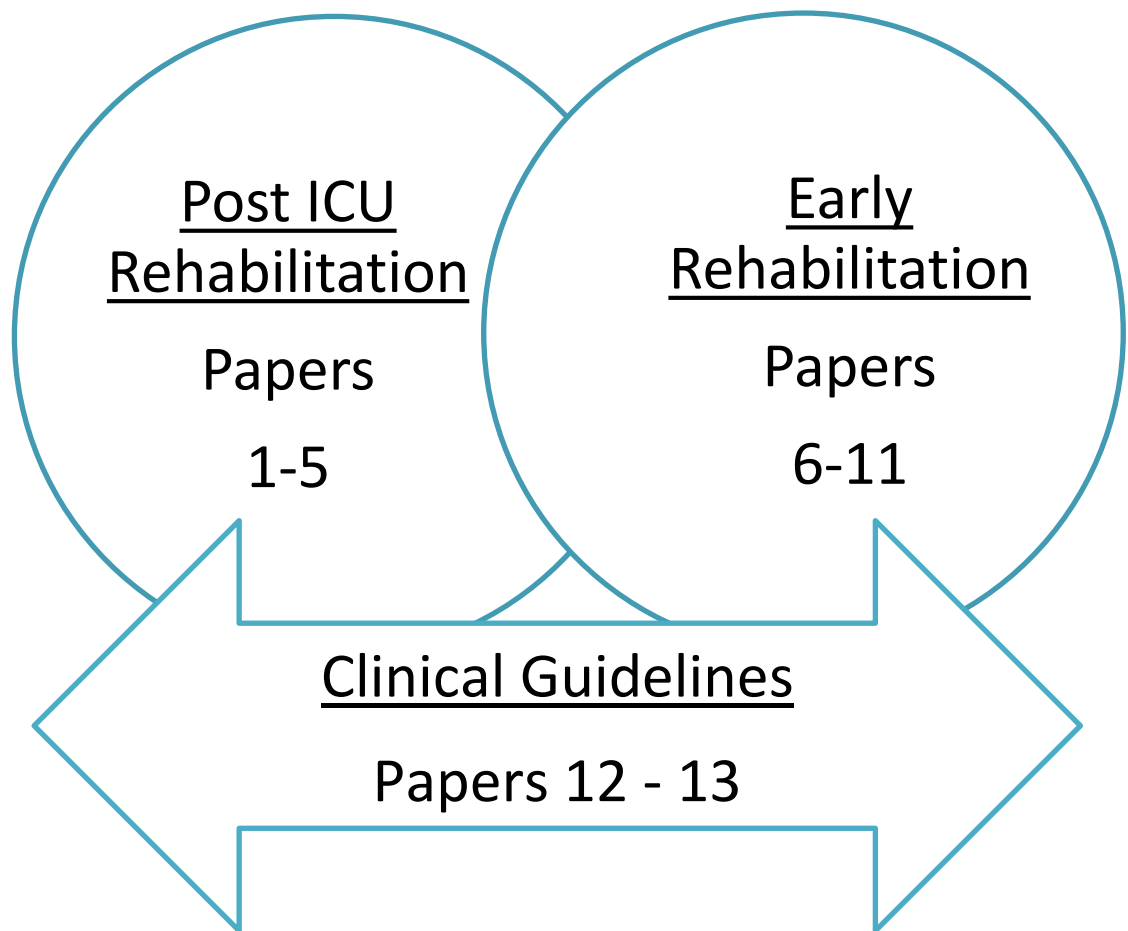 Post ICU
Rehabilitation
Papers
1-5
Early
Rehabilitation
Papers
6-11
Clinical Guidelines
Papers 12 - 13